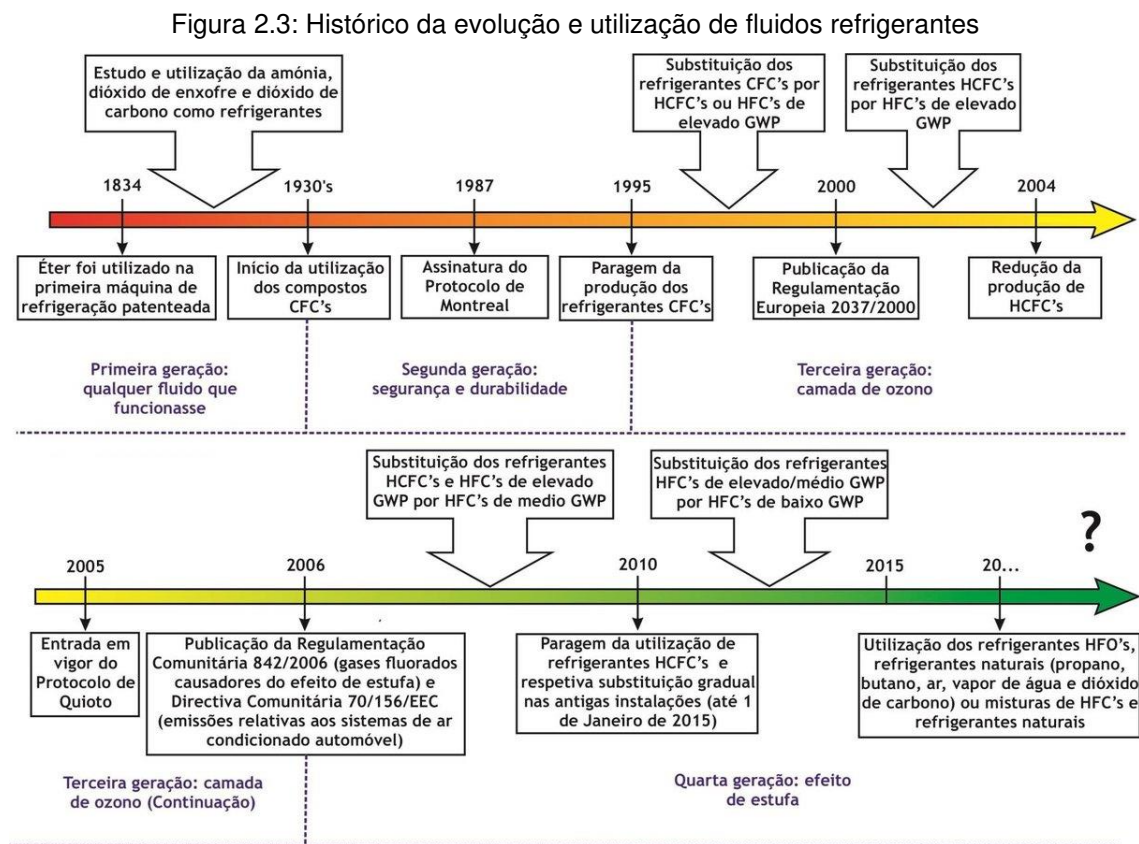 Figura 2.3: Histórico da evolução e utilização de fluidos refrigerantes
Estudo e utilização da amónia,
dióxido de enxofre e dióxido de
carbono como refrigerantes
Substituição dos
refrigerantes CFC's por
HCFC's ou HFC's de
elevado GWP
Substituição dos
refrigerantes HCFC's
por HFC's de elevado
GWP
1834
1930's
1987
1995
2000
2004
Éter foi utilizado na
primeira máquina de
refrigeração patenteada
Início da utilização
dos compostos
CFC's
Assinatura do
Protocolo de
Montreal
Paragem da
produção dos
refrigerantes CFC's
Publicação da
Regulamentação
Europeia 2037/2000
Redução da
produção de
HCFC's
Primeira geração:
qualquer fluido que
funcionasse
Segunda geração:
segurança e durabilidade
Terceira geração:
camada de ozono
Substituição dos refrigerantes
HCFC's e HFC's de elevado
GWP por HFC's de medio GWP
Substituição dos refrigerantes
HFC's de elevado/médio GWP
por HFC's de baixo GWP
?
2005
2006
2010
2015
20...
Entrada em
vigor do
Protocolo de
Quioto
Publicação da Regulamentação
Comunitária 842/2006 (gases fluorados
causadores do efeito de estufa) e
Directiva Comunitária 70/156/EEC
(emissões relativas aos sistemas de ar
condicionado automóvel)
Paragem da utilização de
refrigerantes HCFC's e
respetiva substituição gradual
nas antigas instalações (até 1
de Janeiro de 2015)
Utilização dos refrigerantes HFO's,
refrigerantes naturais (propano,
butano, ar, vapor de água e dióxido
de carbono) ou misturas de HFC's e
refrigerantes naturais
Terceira geração: camada
de ozono (Continuação)
Quarta geração: efeito
de estufa